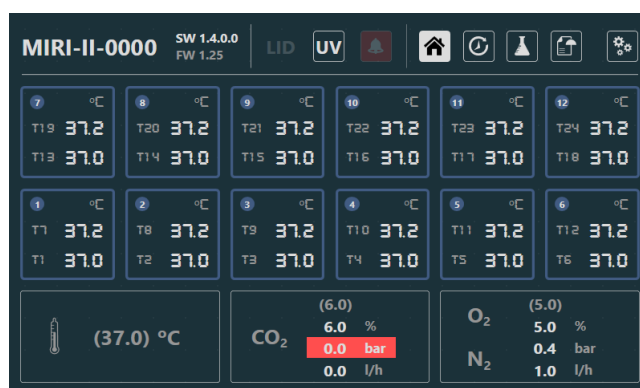 MIRI-II-0000 SW 1.4.0.0 LID UV
FW 1.25
7 °C 8 °C 9 °C 10 °C 11 °C 12 °C
T19 37.2 T20 37.2 T21 37.2 T22 37.2 T23 37.2 T24 37.2
T13 37.0 T14 37.0 T15 37.0 T16 37.0 T17 37.0 T18 37.0
1 °C 2 °C 3 °C 4 °C 5 °C 6 °C
T7 37.2 T8 37.2 T9 37.2 T10 37.2 T11 37.2 T12 37.2
T1 37.0 T2 37.0 T3 37.0 T4 37.0 T5 37.0 T6 37.0
(37.0) °C
(6.0)
CO₂
6.0 %
0.0 bar
0.0 l/h
(5.0)
O₂
5.0 %
N₂
0.4 bar
1.0 l/h